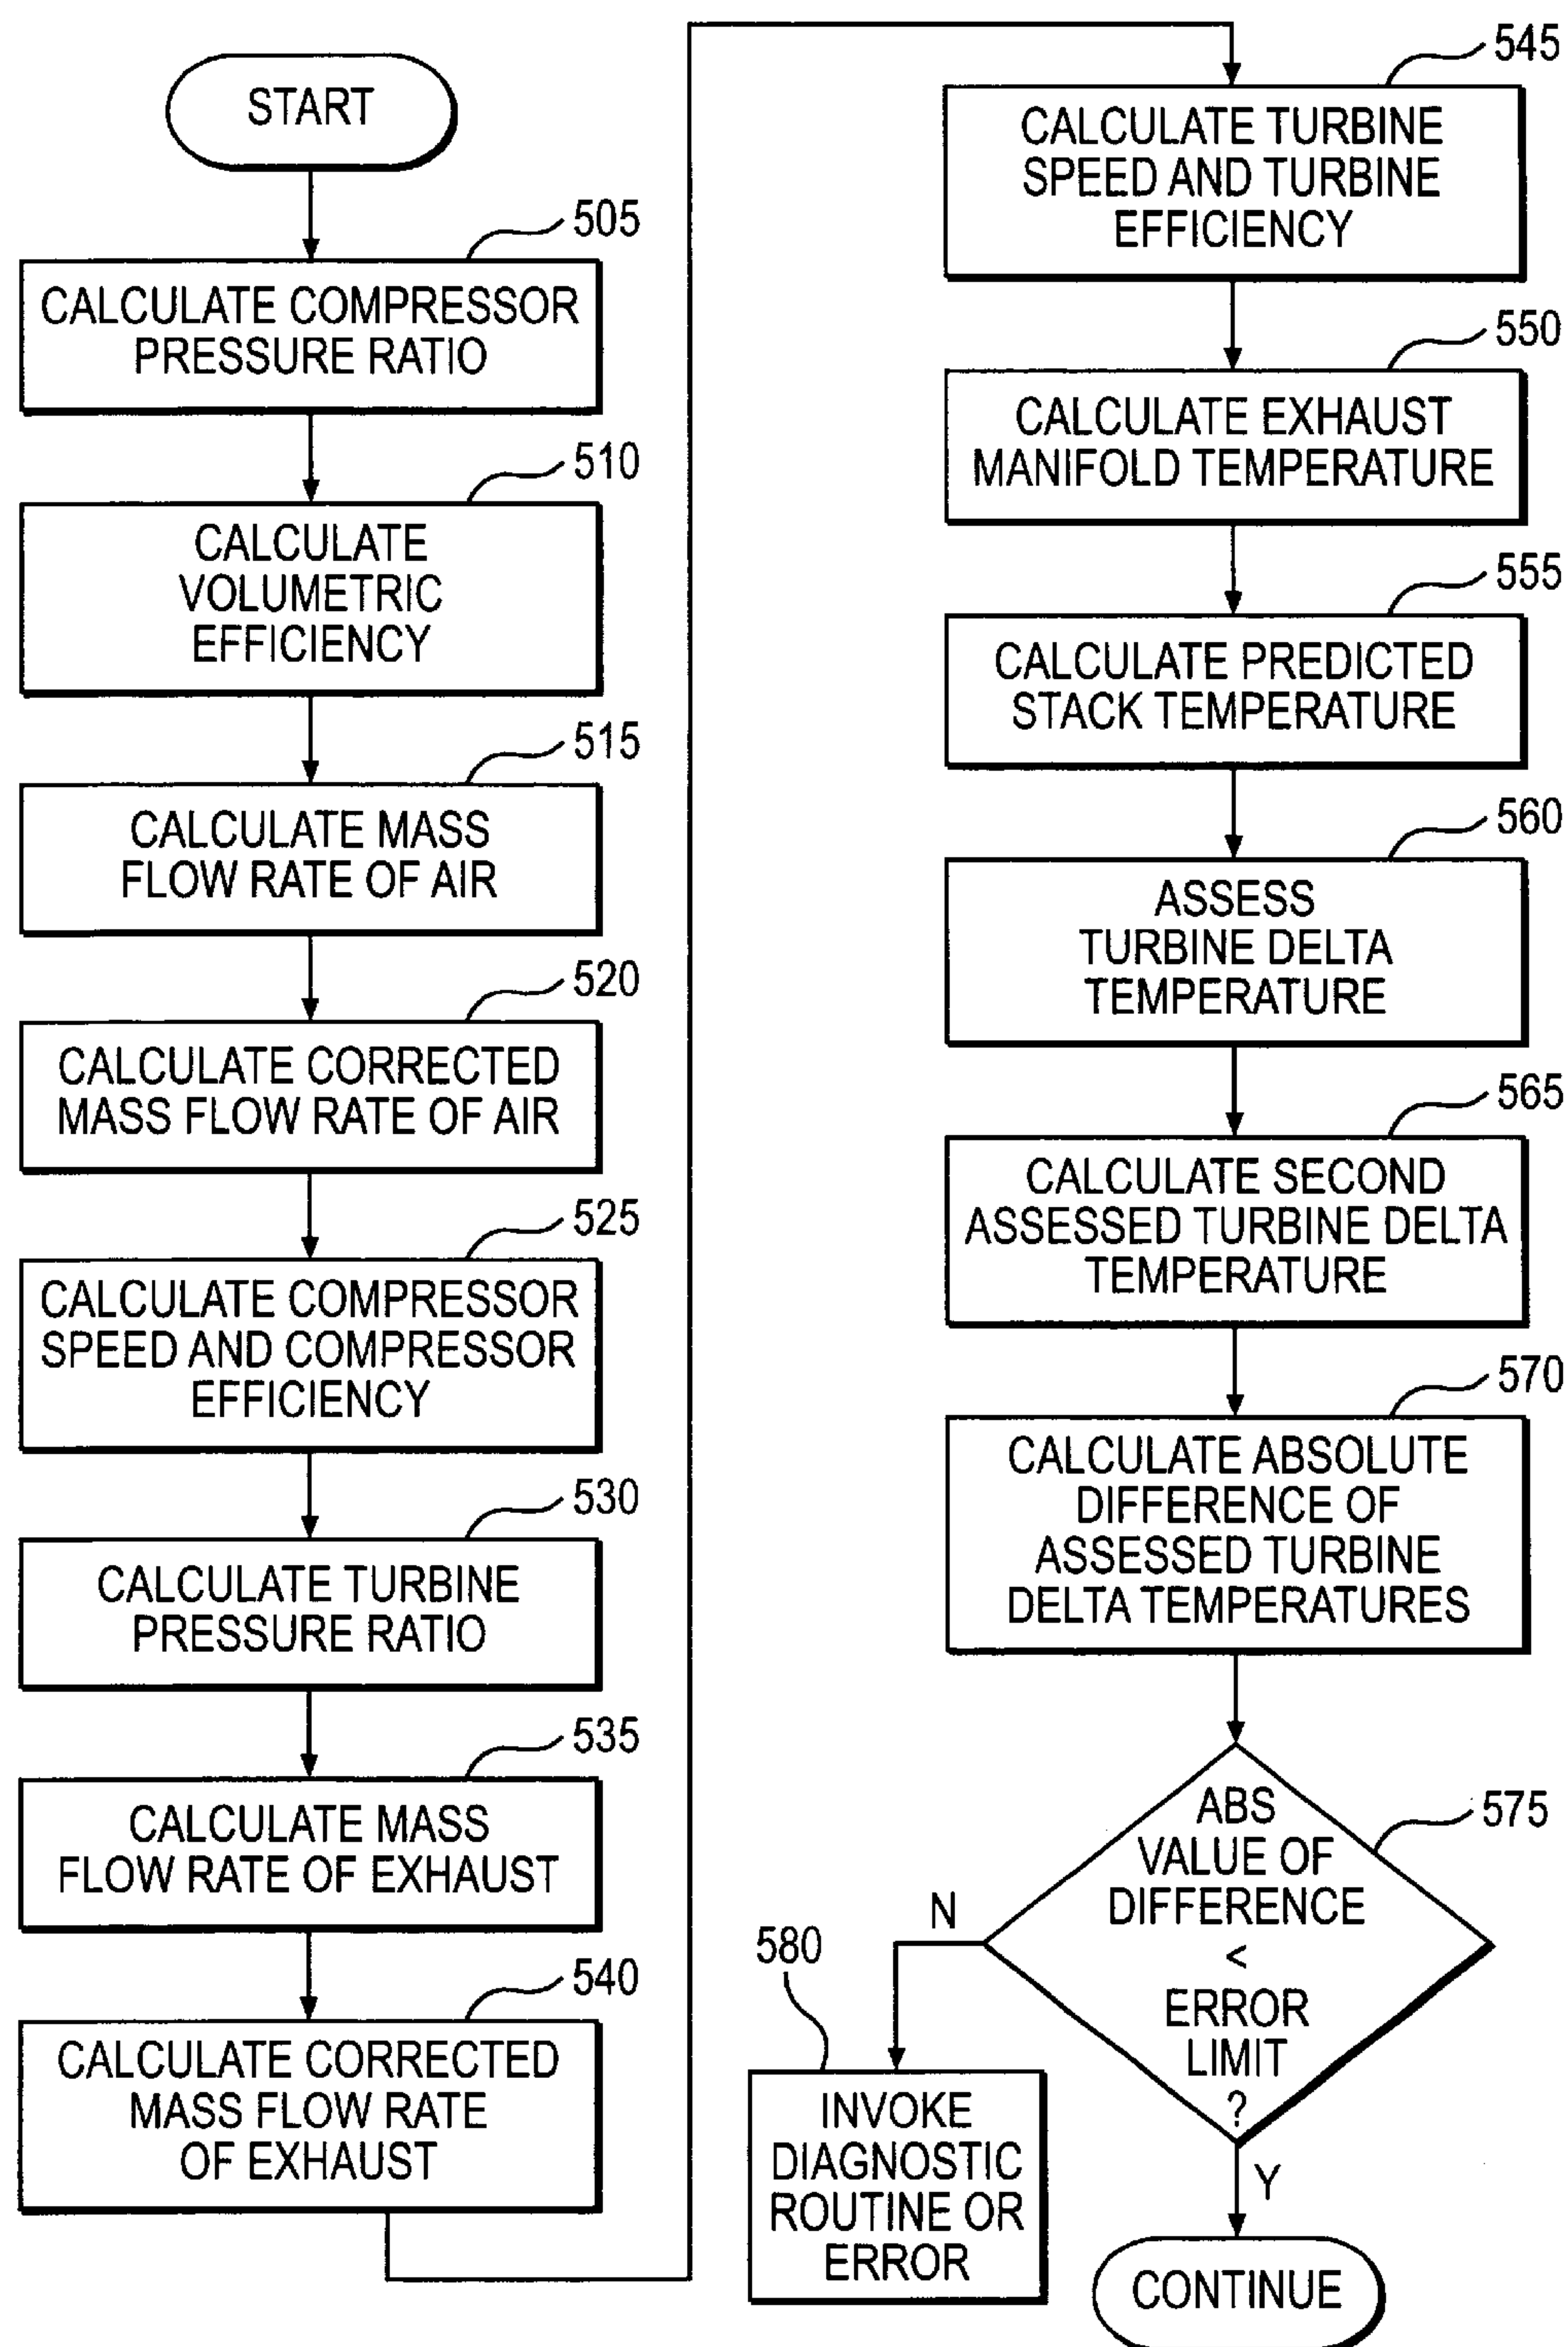 START
505
CALCULATE COMPRESSOR
PRESSURE RATIO
510
CALCULATE
VOLUMETRIC
EFFICIENCY
515
CALCULATE MASS
FLOW RATE OF AIR
520
CALCULATE CORRECTED
MASS FLOW RATE OF AIR
525
CALCULATE COMPRESSOR
SPEED AND COMPRESSOR
EFFICIENCY
530
CALCULATE TURBINE
PRESSURE RATIO
535
CALCULATE MASS
FLOW RATE OF EXHAUST
540
CALCULATE CORRECTED
MASS FLOW RATE
OF EXHAUST
545
CALCULATE TURBINE
SPEED AND TURBINE
EFFICIENCY
550
CALCULATE EXHAUST
MANIFOLD TEMPERATURE
555
CALCULATE PREDICTED
STACK TEMPERATURE
560
ASSESS
TURBINE DELTA
TEMPERATURE
565
CALCULATE SECOND
ASSESSED TURBINE DELTA
TEMPERATURE
570
CALCULATE ABSOLUTE
DIFFERENCE OF
ASSESSED TURBINE
DELTA TEMPERATURES
575
ABS
VALUE OF
DIFFERENCE
<
ERROR
LIMIT
?
N
580
INVOKE
DIAGNOSTIC
ROUTINE OR
ERROR
Y
CONTINUE